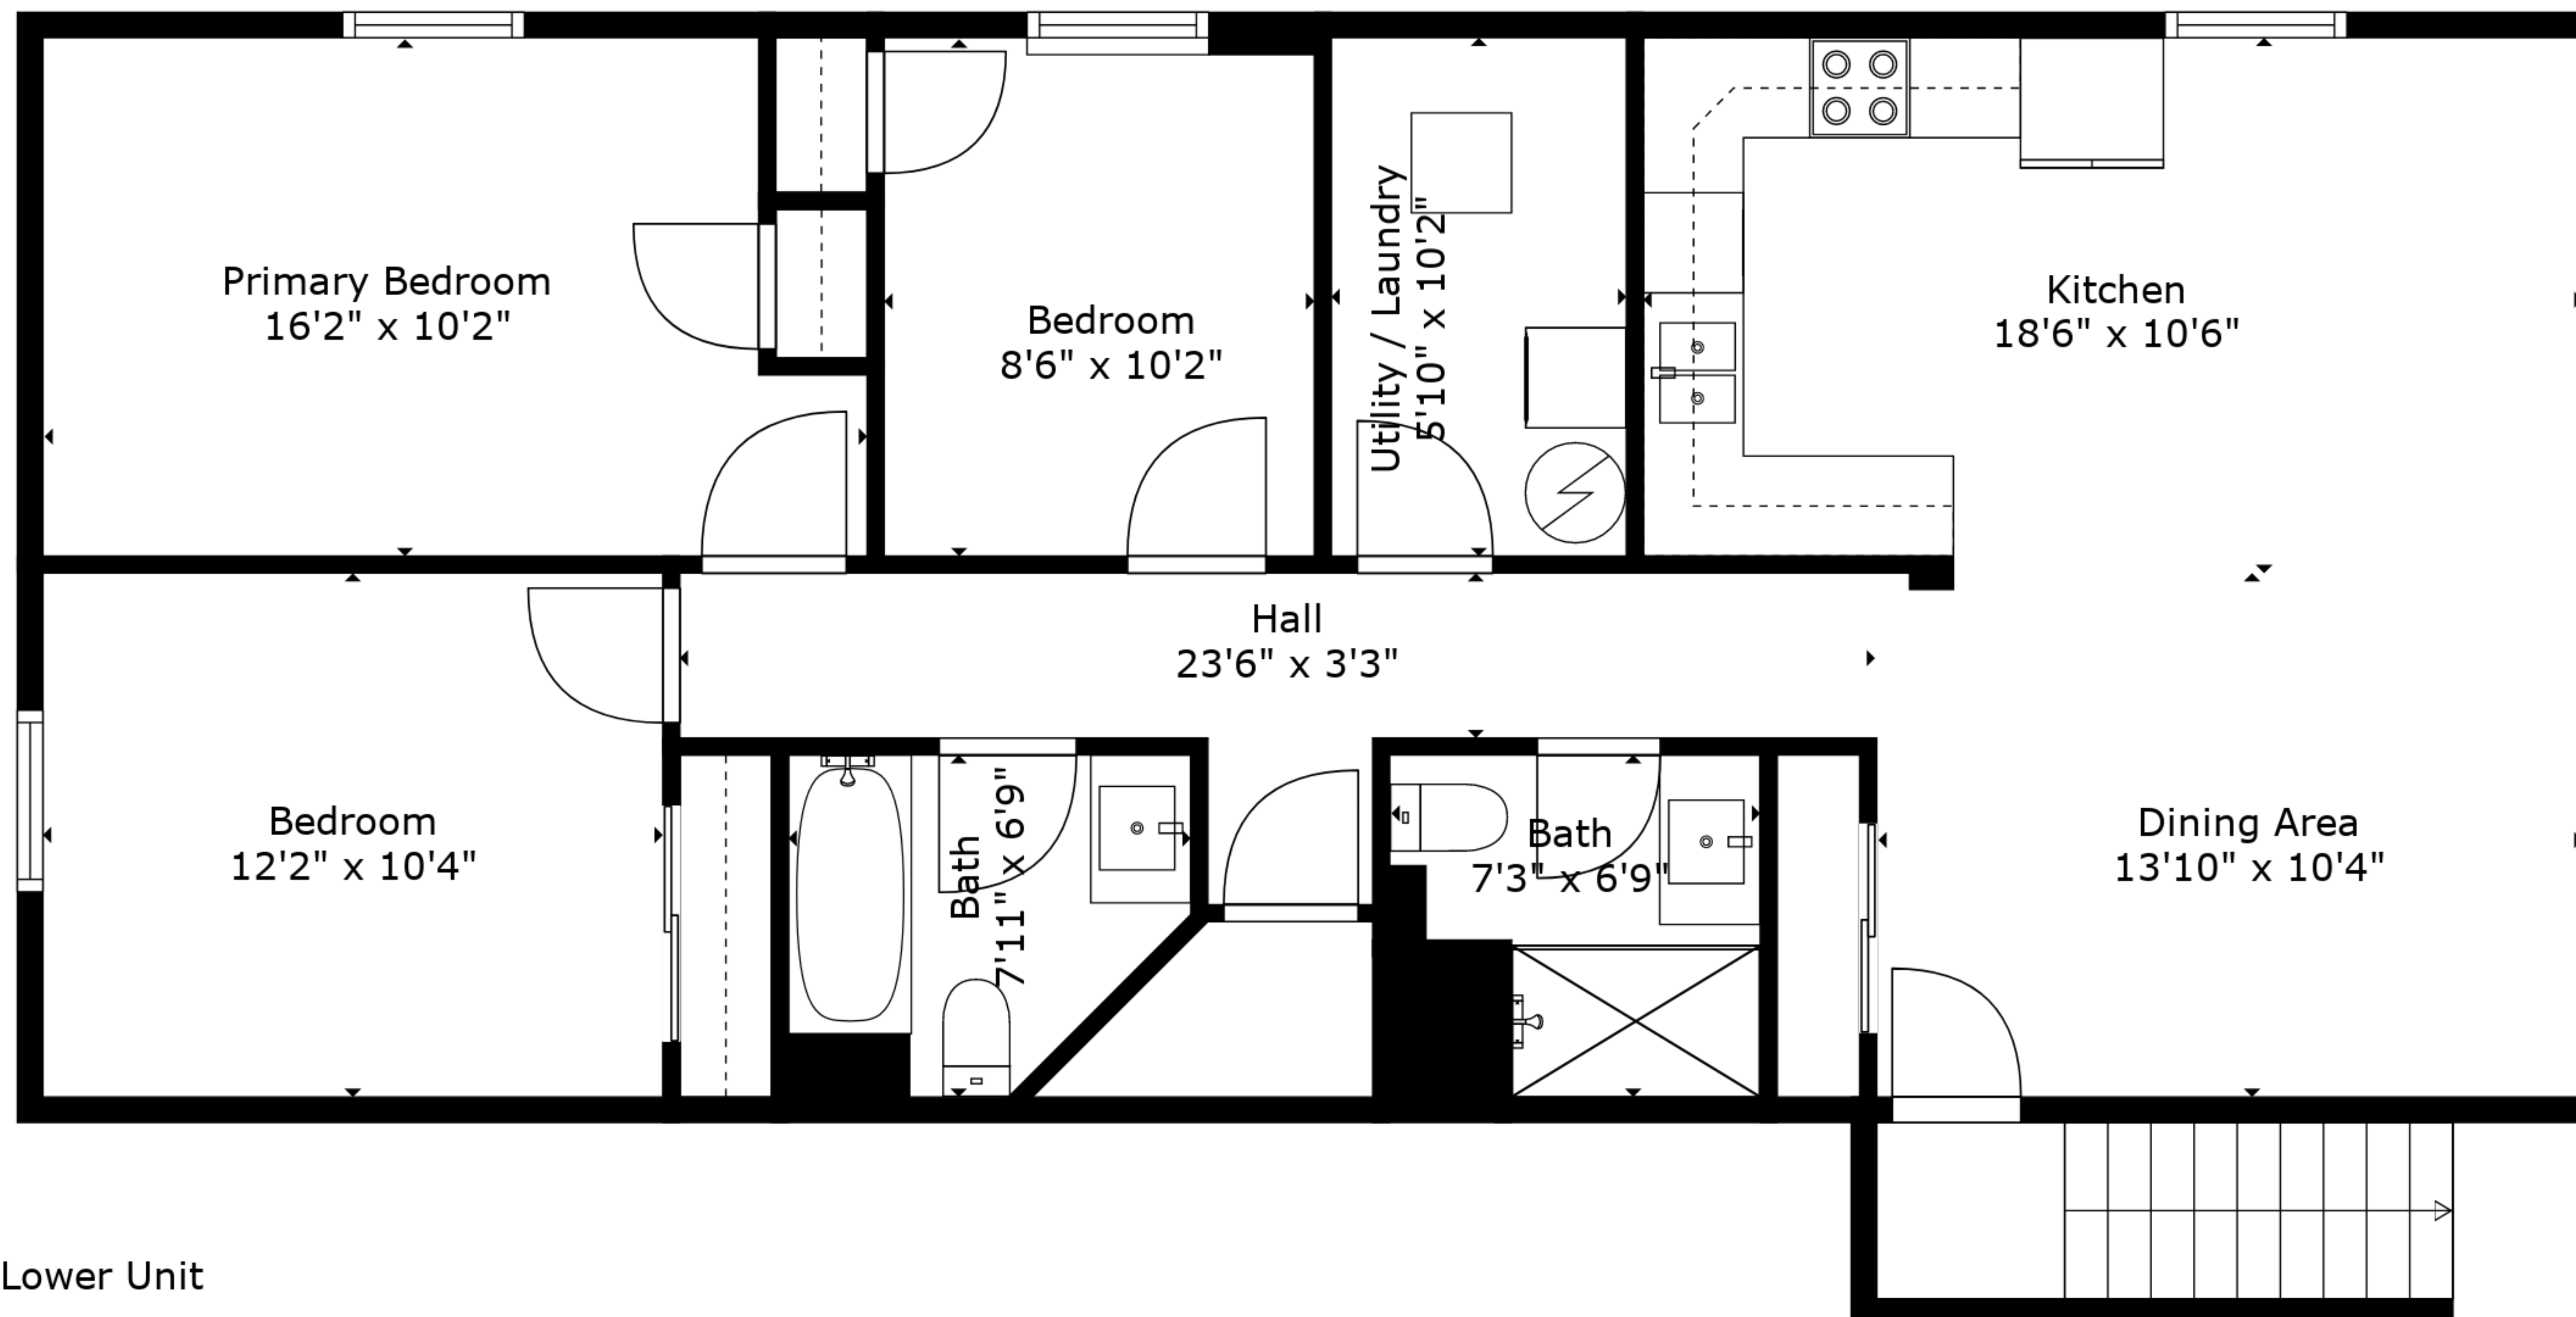 Primary Bedroom
16'2" x 10'2"
Bedroom
8'6" x 10'2"
Utility / Laundry
5'10" x 10'2"
Kitchen
18'6" x 10'6"
Hall
23'6" x 3'3"
Bedroom
12'2" x 10'4"
Bath
7'11" x 6'9"
Bath
7'3" x 6'9"
Dining Area
13'10" x 10'4"
Lower Unit